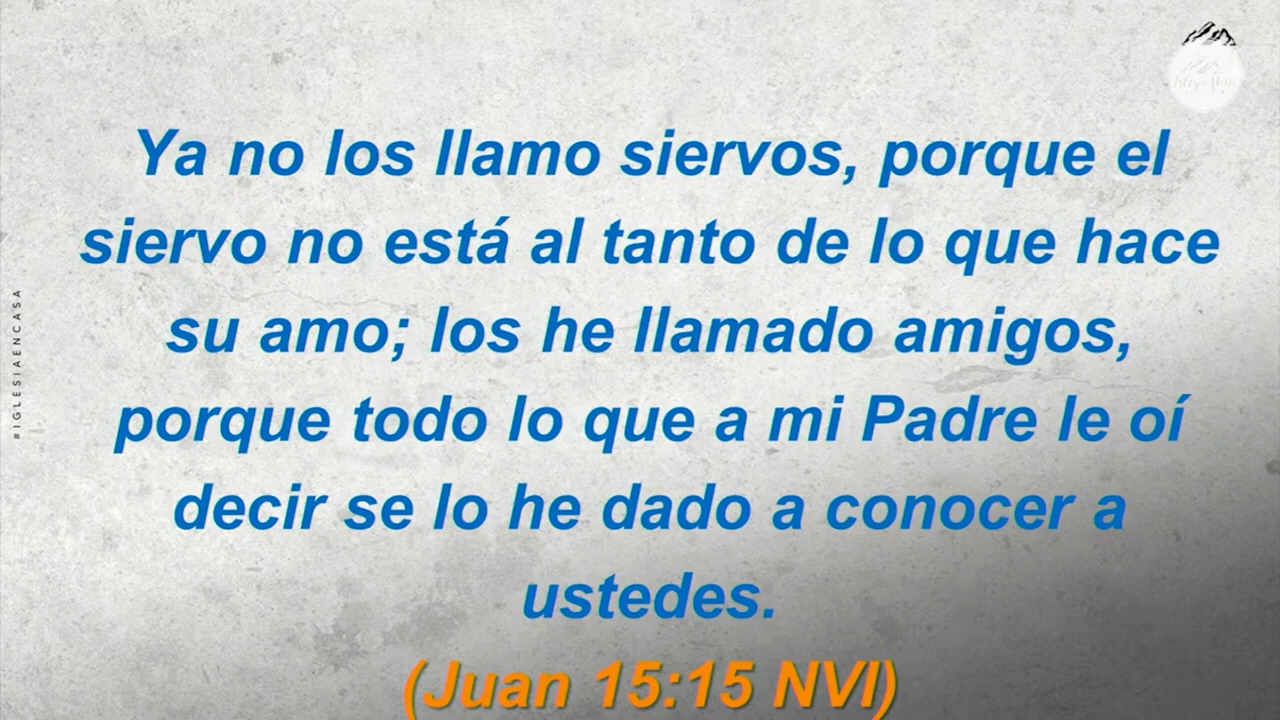 Ya no los llamo siervos, porque el
siervo no está al tanto de lo que hace
su amo; los he llamado amigos,
porque todo lo que a mi Padre le oí
decir se lo he dado a conocer a
ustedes.
(Juan 15:15 NVI)
#IGLESIAENCASA